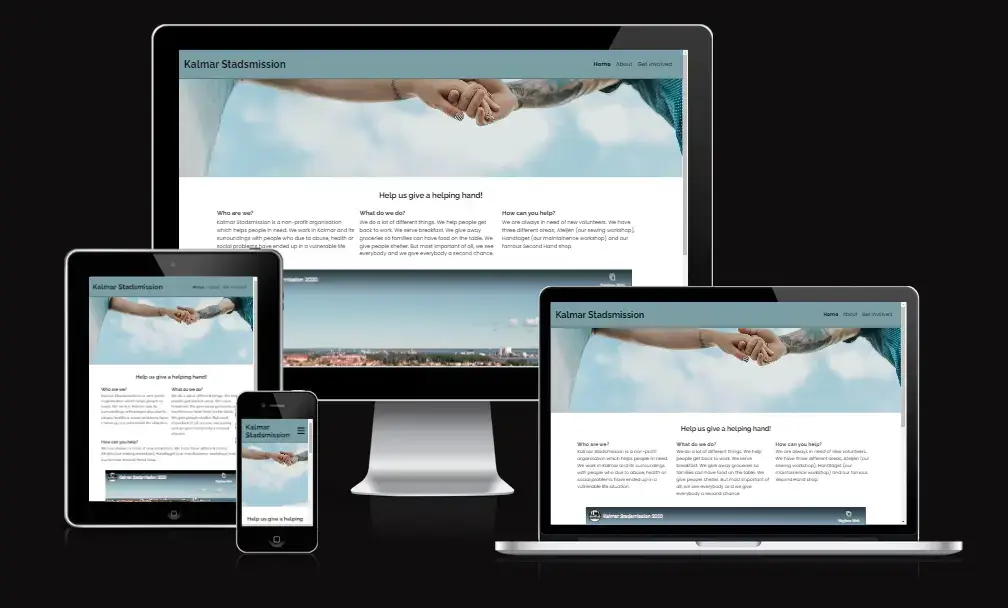 Kalmar Stadsmission
Home About Get involved
Help us give a helping hand!
Who are we?
Kalmar Stadsmission is a non-profit organisation
which helps people in need. We work in Kalmar and its
surroundings with people who due to abuse, health or
social problems have ended up in a vulnerable life
What do we do?
We do a lot of different things. We help people get
back to work. We serve breakfast. We give away
groceries so families can have food on the table. We
give people shelter. But most important of all, we see
everybody and we give everybody a second chance.
How can you help?
We are always in need of new volunteers. We have
three different areas, Ateljén (our sewing workshop),
Hantlaget (our maintainence workshop) and our
famous Second Hand shop.
mission 2020
Kalmar Stadsmission
Home About Get involved
Help us give a helping hand!
Who are we?
What do we do?
How can you help?
Kalmar Stadsmission 2020
Kalmar
Stadsmission
Help us give a helping
Kalmar Stadsmission
Home About Get involved
Help us give a helping hand!
Who are we?
Kalmar Stadsmission is a non-profit
organisation which helps people in need.
We work in Kalmar and its surroundings
with people who due to abuse, health or
social problems have ended up in a
vulnerable life situation.
What do we do?
We do a lot of different things. We help
people get back to work. We serve
breakfast. We give away groceries so
families can have food on the table. We
give people shelter. But most important of
all, we see everybody and we give
everybody a second chance.
How can you help?
We are always in need of new volunteers.
We have three different areas, Ateljén (our
sewing workshop), Hantlaget (our
maintainence workshop) and our famous
Second Hand shop.
Kalmar Stadsmission 2020